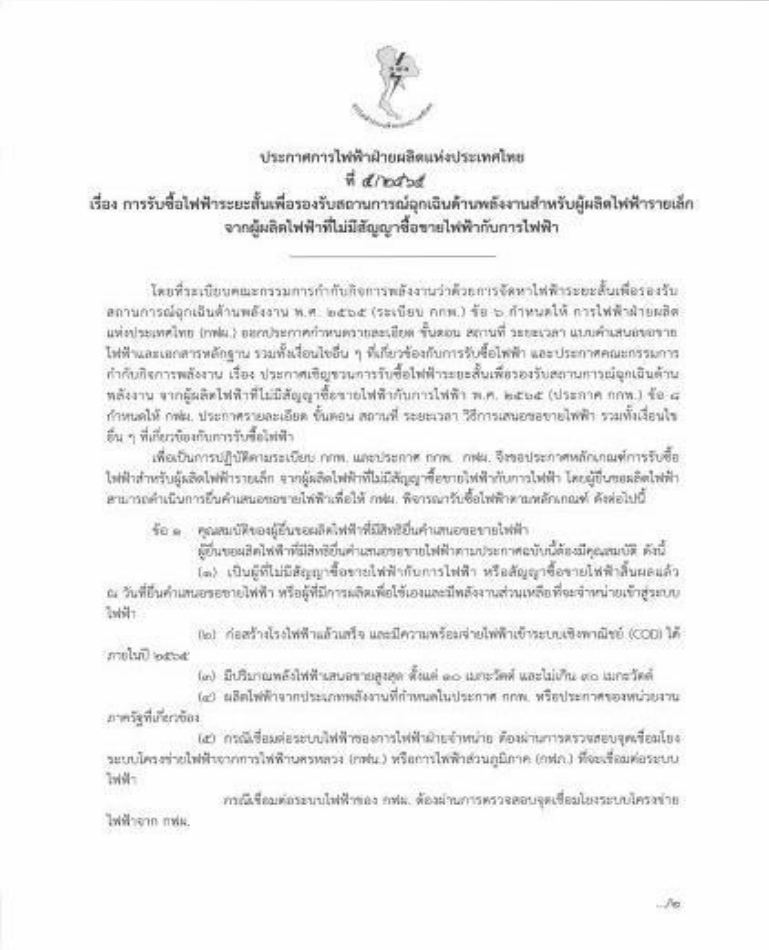 ประกาศการไฟฟ้าฝ่ายผลิตแห่งประเทศไทย
ที่ ๕/๒๕๖๕
เรื่อง การรับซื้อไฟฟ้าระยะสั้นเพื่อรองรับสถานการณ์ฉุกเฉินด้านพลังงานสำหรับผู้ผลิตไฟฟ้ารายเล็ก
จากผู้ผลิตไฟฟ้าที่ไม่มีสัญญาซื้อขายไฟฟ้ากับการไฟฟ้า
โดยที่ระเบียบคณะกรรมการกำกับกิจการพลังงานว่าด้วยการจัดหาไฟฟ้าระยะสั้นเพื่อรองรับ
สถานการณ์ฉุกเฉินด้านพลังงาน พ.ศ. ๒๕๖๕ (ระเบียบ กกพ.) ข้อ ๖ กำหนดให้ การไฟฟ้าฝ่ายผลิต
แห่งประเทศไทย (กฟผ.) ออกประกาศกำหนดรายละเอียด ขั้นตอน สถานที่ ระยะเวลา แบบคำเสนอขอขาย
ไฟฟ้าและเอกสารหลักฐาน รวมทั้งเงื่อนไขอื่น ๆ ที่เกี่ยวข้องกับการรับซื้อไฟฟ้า และประกาศคณะกรรมการ
กำกับกิจการพลังงาน เรื่อง ประกาศเชิญชวนการรับซื้อไฟฟ้าระยะสั้นเพื่อรองรับสถานการณ์ฉุกเฉินด้าน
พลังงาน จากผู้ผลิตไฟฟ้าที่ไม่มีสัญญาซื้อขายไฟฟ้ากับการไฟฟ้า พ.ศ. ๒๕๖๕ (ประกาศ กกพ.) ข้อ ๘
กำหนดให้ กฟผ. ประกาศรายละเอียด ขั้นตอน สถานที่ ระยะเวลา วิธีการเสนอขอขายไฟฟ้า รวมทั้งเงื่อนไข
อื่น ๆ ที่เกี่ยวข้องกับการรับซื้อไฟฟ้า
เพื่อเป็นการปฏิบัติตามระเบียบ กกพ. และประกาศ กกพ. กฟผ. จึงขอประกาศหลักเกณฑ์การรับซื้อ
ไฟฟ้าสำหรับผู้ผลิตไฟฟ้ารายเล็ก จากผู้ผลิตไฟฟ้าที่ไม่มีสัญญาซื้อขายไฟฟ้ากับการไฟฟ้า โดยผู้ยื่นขอผลิตไฟฟ้า
สามารถดำเนินการยื่นคำเสนอขอขายไฟฟ้าเพื่อให้ กฟผ. พิจารณารับซื้อไฟฟ้าตามหลักเกณฑ์ ดังต่อไปนี้
ข้อ ๑ คุณสมบัติของผู้ยื่นขอผลิตไฟฟ้าที่มีสิทธิยื่นคำเสนอขอขายไฟฟ้า
ผู้ยื่นขอผลิตไฟฟ้าที่มีสิทธิยื่นคำเสนอขอขายไฟฟ้าตามประกาศฉบับนี้ต้องมีคุณสมบัติ ดังนี้
(๑) เป็นผู้ที่ไม่มีสัญญาซื้อขายไฟฟ้ากับการไฟฟ้า หรือสัญญาซื้อขายไฟฟ้าสิ้นผลแล้ว
ณ วันที่ยื่นคำเสนอขอขายไฟฟ้า หรือผู้ที่มีการผลิตเพื่อใช้เองและมีพลังงานส่วนเหลือที่จะจำหน่ายเข้าสู่ระบบ
ไฟฟ้า
(๒) ก่อสร้างโรงไฟฟ้าแล้วเสร็จ และมีความพร้อมจ่ายไฟฟ้าเข้าระบบเชิงพาณิชย์ (COD) ได้
ภายในปี ๒๕๖๕
(๓) มีปริมาณพลังไฟฟ้าเสนอขายสูงสุด ตั้งแต่ ๑๐ เมกะวัตต์ และไม่เกิน ๙๐ เมกะวัตต์
(๔) ผลิตไฟฟ้าจากประเภทพลังงานที่กำหนดในประกาศ กกพ. หรือประกาศของหน่วยงาน
ภาครัฐที่เกี่ยวข้อง
(๕) กรณีเชื่อมต่อระบบไฟฟ้าของการไฟฟ้าฝ่ายจำหน่าย ต้องผ่านการตรวจสอบจุดเชื่อมโยง
ระบบโครงข่ายไฟฟ้าจากการไฟฟ้านครหลวง (กฟน.) หรือการไฟฟ้าส่วนภูมิภาค (กฟภ.) ที่จะเชื่อมต่อระบบ
ไฟฟ้า
กรณีเชื่อมต่อระบบไฟฟ้าของ กฟผ. ต้องผ่านการตรวจสอบจุดเชื่อมโยงระบบโครงข่าย
ไฟฟ้าจาก กฟผ.
.../๒